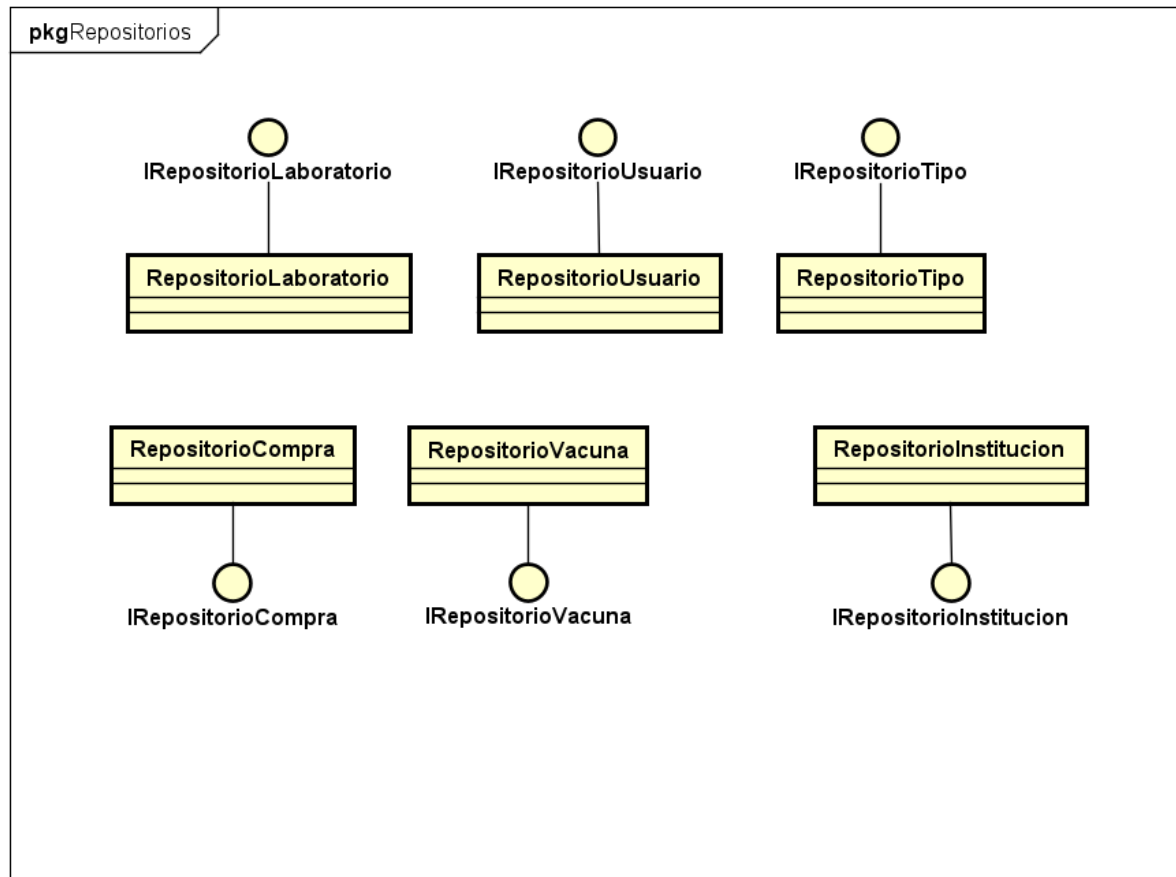 pkgRepositorios
IRepositorioLaboratorio
IRepositorioUsuario
IRepositorioTipo
RepositorioLaboratorio
RepositorioUsuario
RepositorioTipo
RepositorioCompra
RepositorioVacuna
RepositorioInstitucion
IRepositorioCompra
IRepositorioVacuna
IRepositorioInstitucion